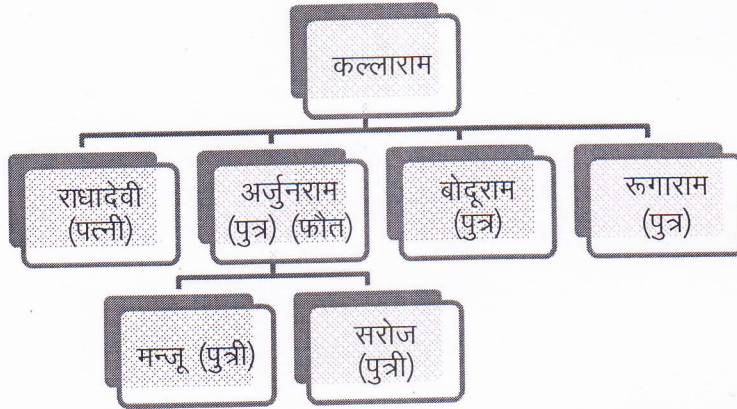 कल्लाराम
राधादेवी
(पत्नी)
अर्जुनराम
(पुत्र) (फौत)
बोदूराम
(पुत्र)
रूगाराम
(पुत्र)
मन्जू (पुत्री)
सरोज
(पुत्री)